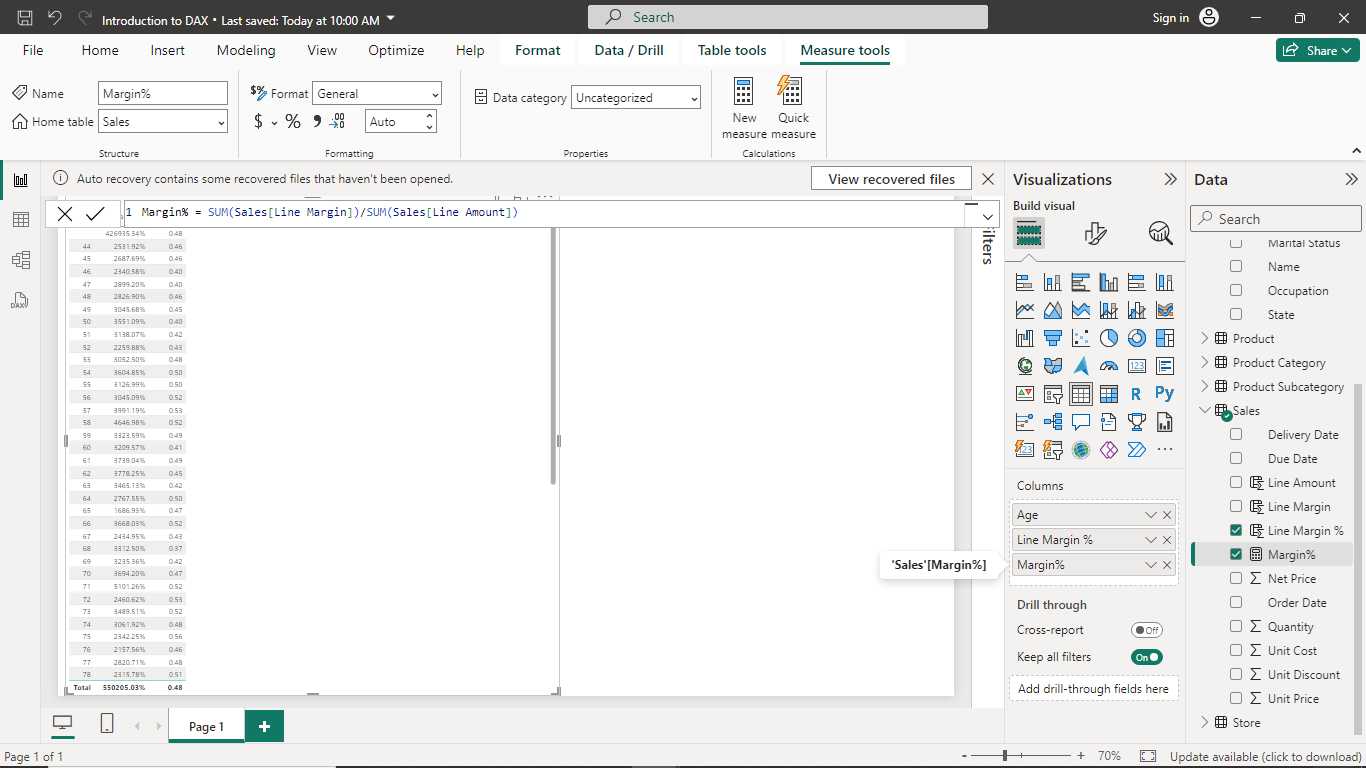 Introduction to DAX • Last saved: Today at 10:00 AM
Search
Sign in
File
Home
Insert
Modeling
View
Optimize
Help
Format
Data / Drill
Table tools
Measure tools
Share
Name
Margin%
Home table
Sales
Structure
Format
General
$
%
Auto
Formatting
Data category
Uncategorized
Properties
New measure
Quick measure
Calculations
Auto recovery contains some recovered files that haven't been opened.
View recovered files
1 Margin% = SUM(Sales[Line Margin])/SUM(Sales[Line Amount])
426935.34% 0.48
44 2531.92% 0.46
45 2687.69% 0.46
46 2340.58% 0.40
47 2899.20% 0.40
48 2826.90% 0.46
49 3045.68% 0.45
50 3551.09% 0.40
51 3138.07% 0.42
52 2259.88% 0.43
53 3052.50% 0.48
54 3604.85% 0.50
55 3126.99% 0.50
56 3045.09% 0.52
57 3991.19% 0.53
58 4646.98% 0.52
59 3323.59% 0.49
60 3209.57% 0.41
61 3739.04% 0.49
62 3778.25% 0.45
63 3465.13% 0.42
64 2767.55% 0.50
65 1686.93% 0.47
66 3668.03% 0.52
67 2434.95% 0.43
68 3312.50% 0.37
69 3235.36% 0.42
70 3694.20% 0.47
71 5101.26% 0.52
72 2460.62% 0.53
73 3489.51% 0.52
74 3061.92% 0.48
75 2342.25% 0.56
76 2157.56% 0.46
77 2820.71% 0.48
78 2315.78% 0.51
Total 550205.03% 0.48
Filters
Visualizations
Build visual
123
R
Py
123
Columns
Age
Line Margin %
Margin%
'Sales'[Margin%]
Drill through
Cross-report
Off
Keep all filters
On
Add drill-through fields here
Data
Search
Marital Status
Name
Occupation
State
Product
Product Category
Product Subcategory
Sales
Delivery Date
Due Date
Line Amount
Line Margin
Line Margin %
Margin%
Net Price
Order Date
Quantity
Unit Cost
Unit Discount
Unit Price
Store
Page 1
Page 1 of 1
- + 70%
Update available (click to download)